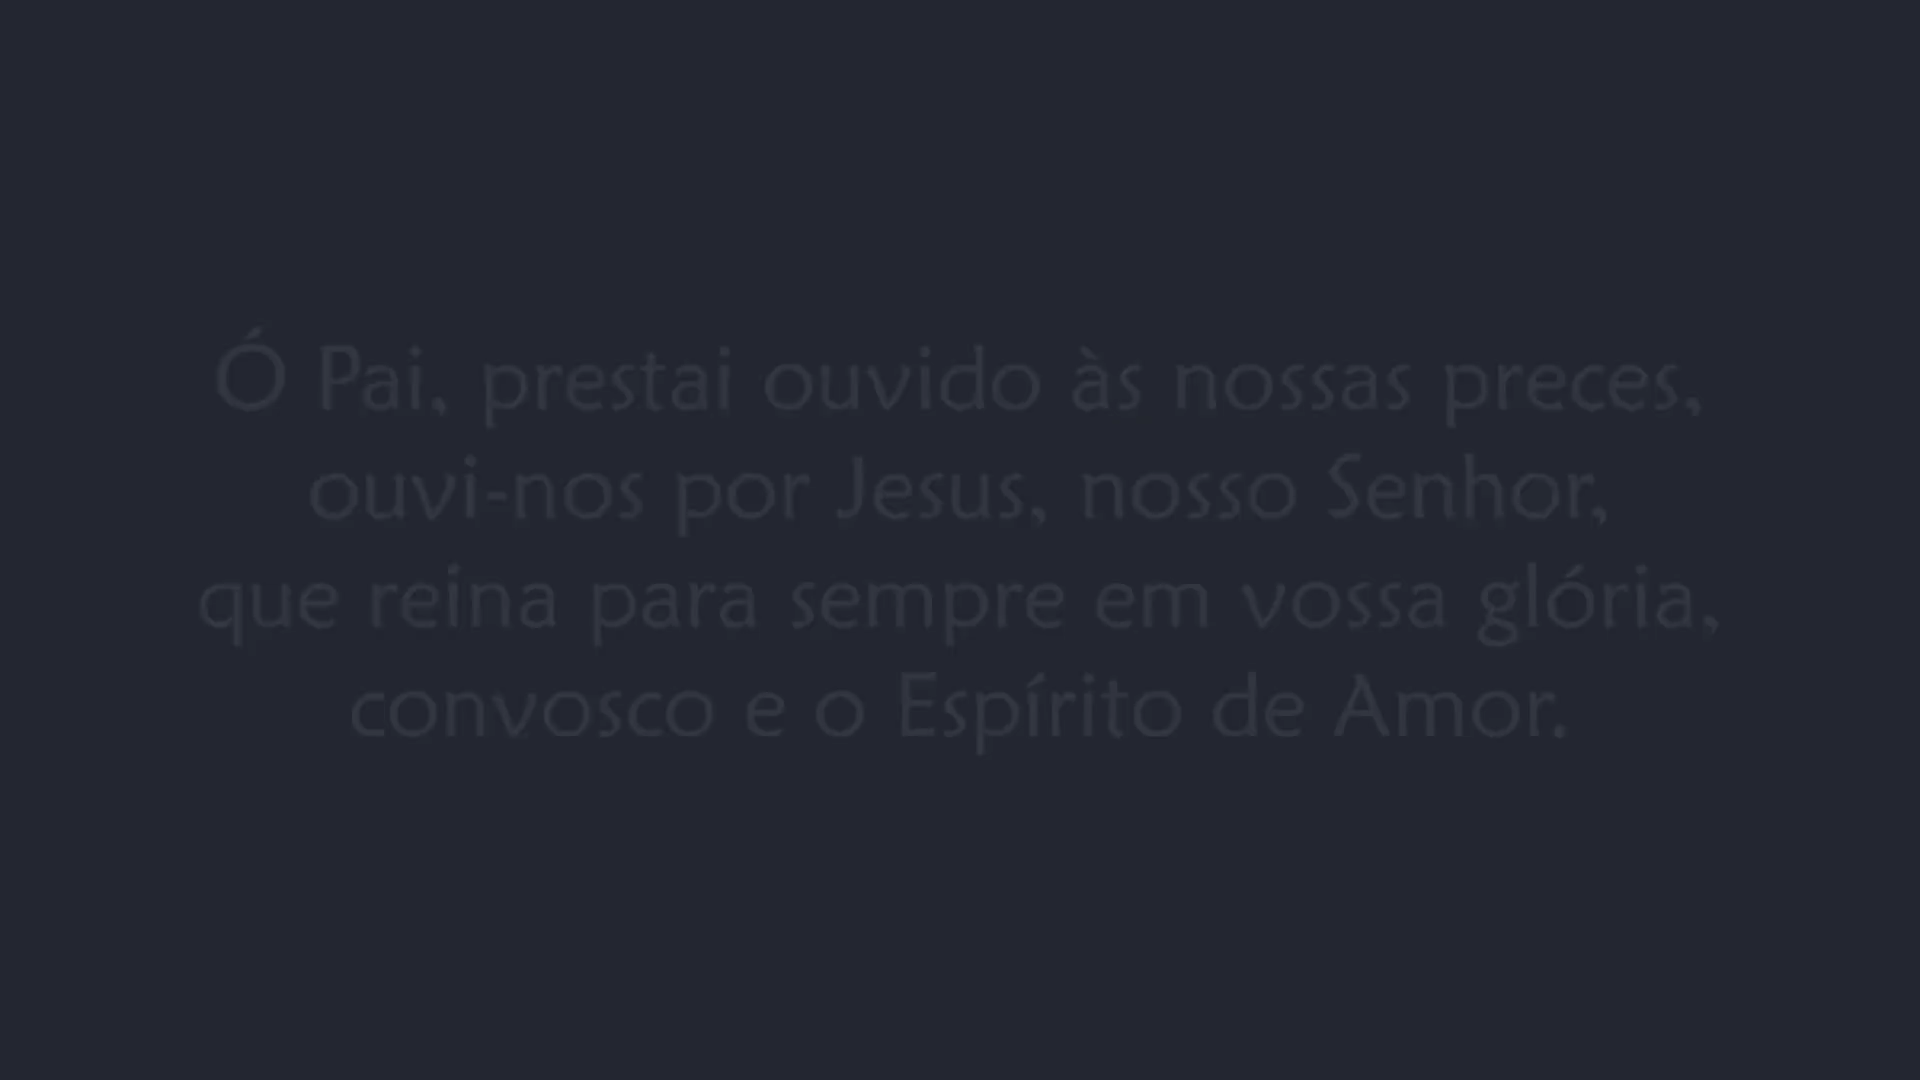 Ó Pai, prestai ouvido às nossas preces,
ouvi-nos por Jesus, nosso Senhor,
que reina para sempre em vossa glória,
convosco e o Espírito de Amor.